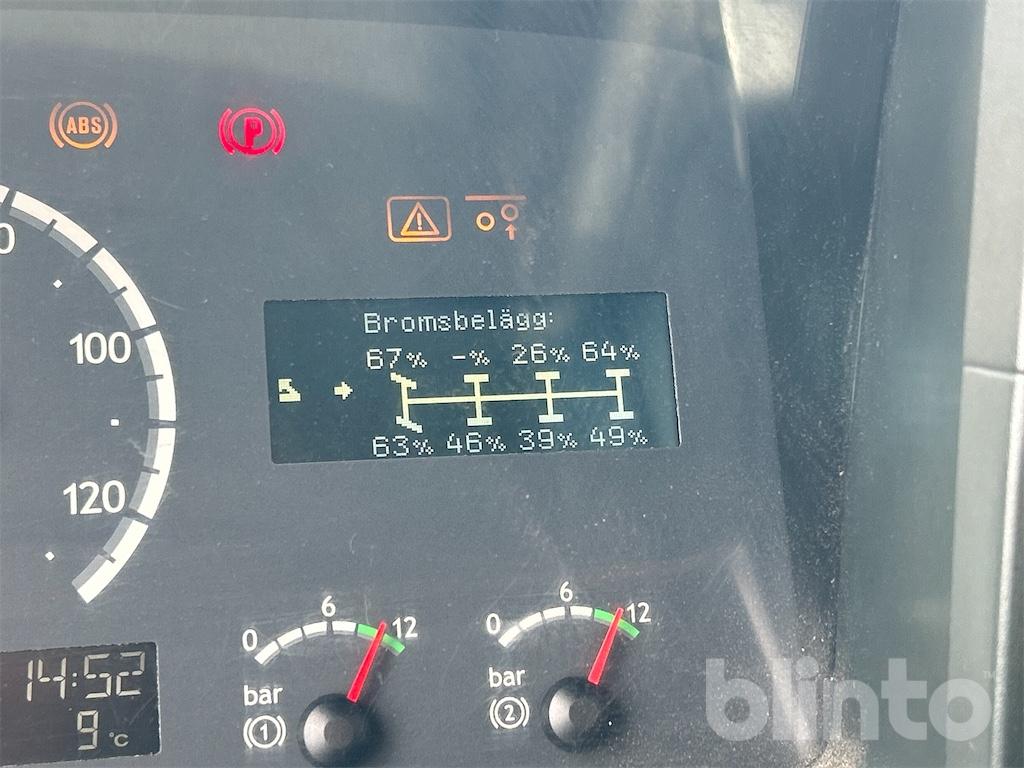 ABS
P
Bromsbelägg:
67% -% 26% 64%
63% 46% 39% 49%
100
120
0 6 12
bar
1
0 6 12
bar
2
14:52
9 °C
blinto